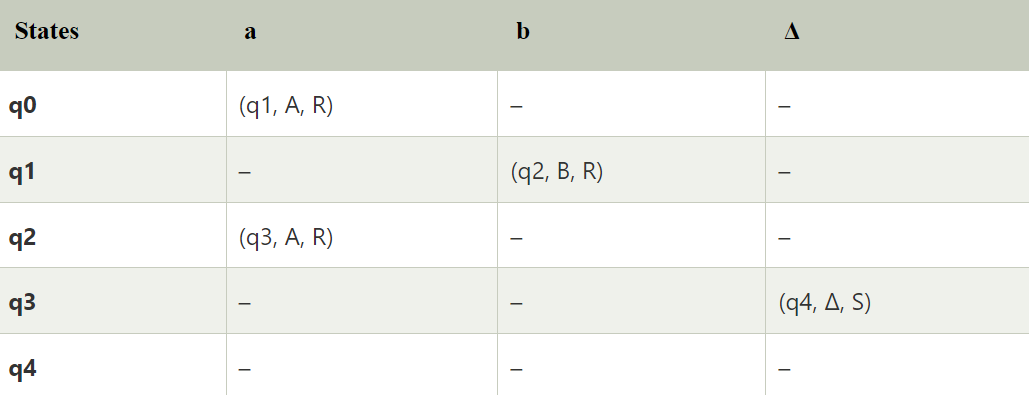 States a b Δ
q0 (q1, A, R) – –
q1 – (q2, B, R) –
q2 (q3, A, R) – –
q3 – – (q4, Δ, S)
q4 – – –